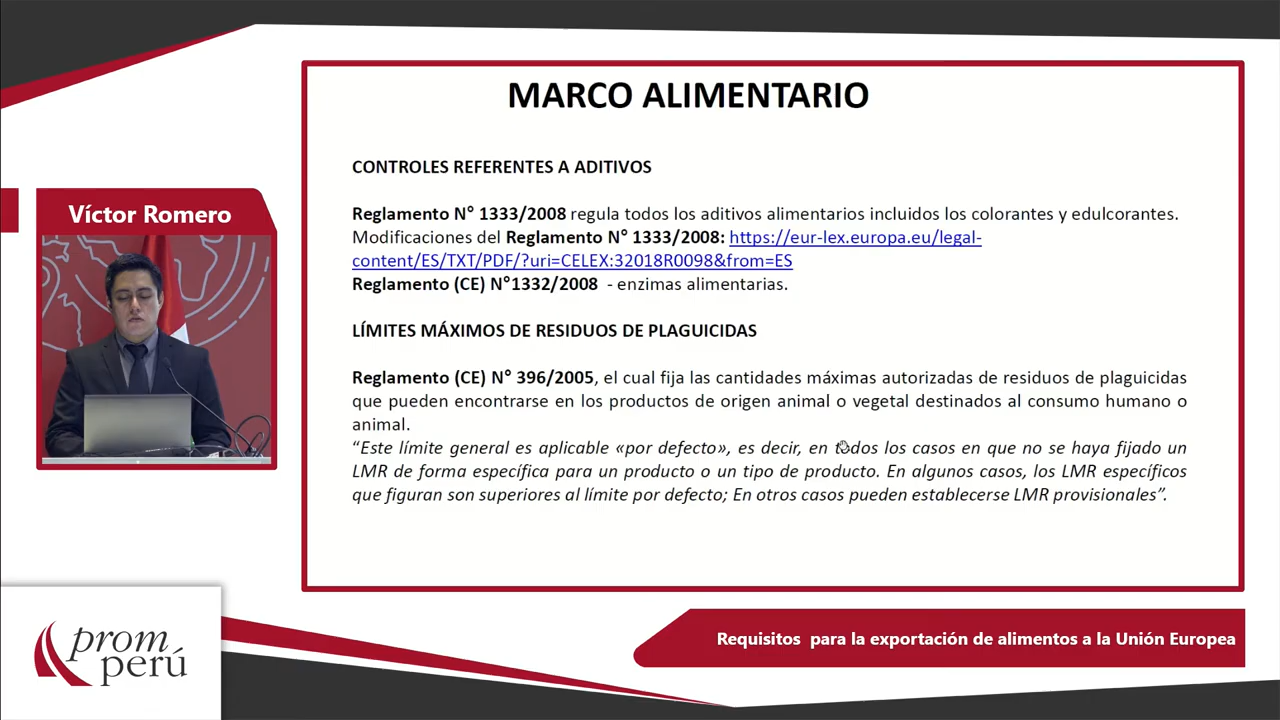 MARCO ALIMENTARIO
CONTROLES REFERENTES A ADITIVOS
Reglamento N° 1333/2008 regula todos los aditivos alimentarios incluidos los colorantes y edulcorantes.
Modificaciones del Reglamento N° 1333/2008: https://eur-lex.europa.eu/legal-
content/ES/TXT/PDF/?uri=CELEX:32018R0098&from=ES
Reglamento (CE) N°1332/2008 - enzimas alimentarias.
LÍMITES MÁXIMOS DE RESIDUOS DE PLAGUICIDAS
Reglamento (CE) N° 396/2005, el cual fija las cantidades máximas autorizadas de residuos de plaguicidas
que pueden encontrarse en los productos de origen animal o vegetal destinados al consumo humano o
animal.
“Este límite general es aplicable «por defecto», es decir, en todos los casos en que no se haya fijado un
LMR de forma específica para un producto o un tipo de producto. En algunos casos, los LMR específicos
que figuran son superiores al límite por defecto; En otros casos pueden establecerse LMR provisionales”.
Víctor Romero
prom
perú
Requisitos para la exportación de alimentos a la Unión Europea